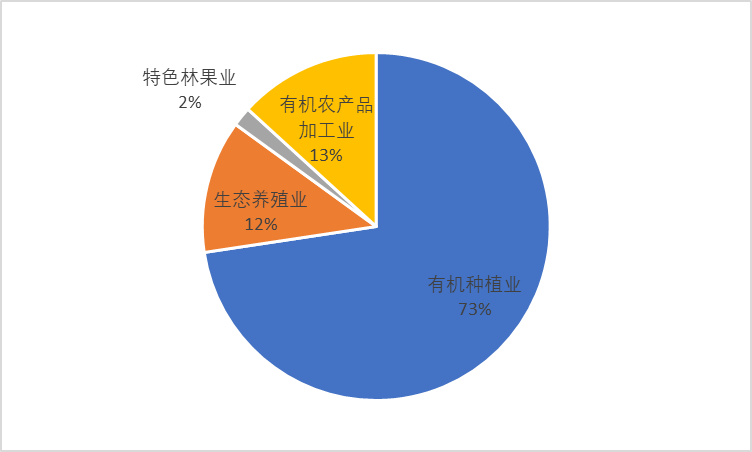 特色林果业
2%
有机农产品
加工业
13%
生态养殖业
12%
有机种植业
73%